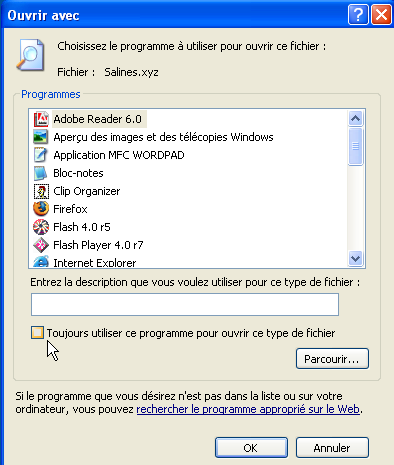 Ouvrir avec
Choisissez le programme à utiliser pour ouvrir ce fichier :
Fichier : Salines.xyz
Programmes
Adobe Reader 6.0
Aperçu des images et des télécopies Windows
Application MFC WORDPAD
Bloc-notes
Clip Organizer
Firefox
Flash 4.0 r5
Flash Player 4.0 r7
Internet Explorer
Entrez la description que vous voulez utiliser pour ce type de fichier :
Toujours utiliser ce programme pour ouvrir ce type de fichier
Parcourir...
Si le programme que vous désirez n'est pas dans la liste ou sur votre
ordinateur, vous pouvez rechercher le programme approprié sur le Web.
OK Annuler